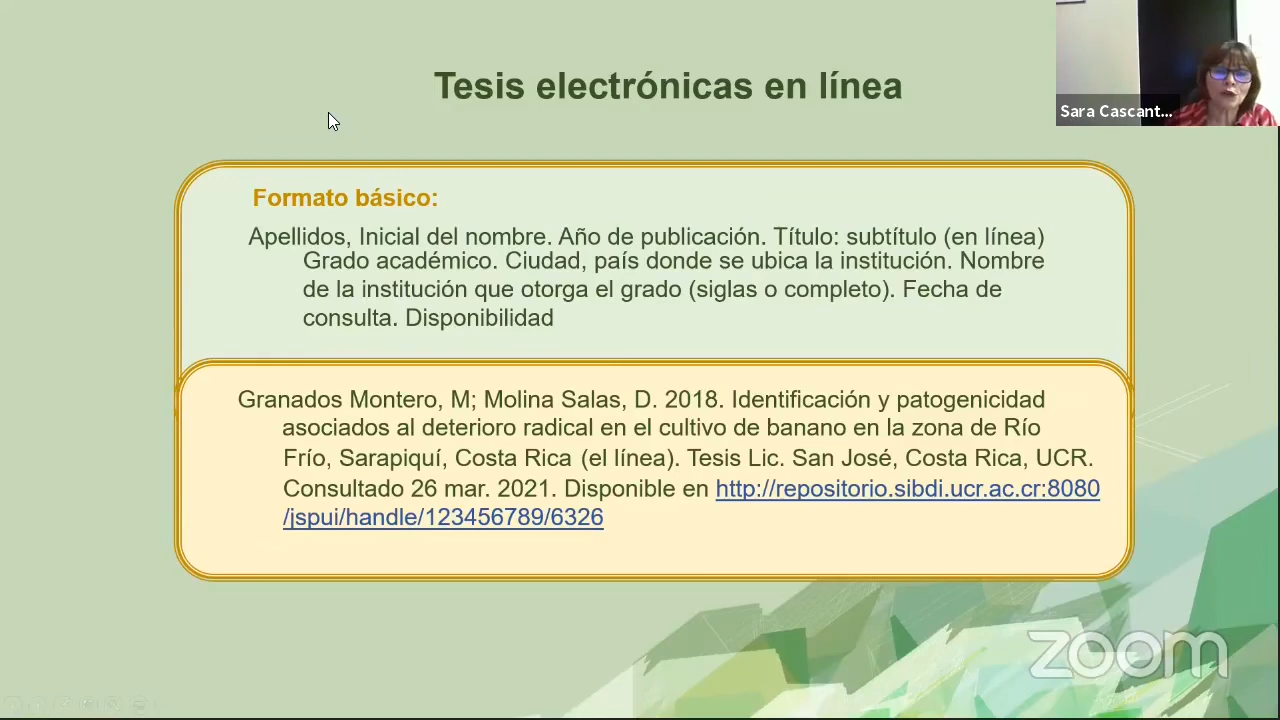 Tesis electrónicas en línea
Sara Cascant...
Formato básico:
Apellidos, Inicial del nombre. Año de publicación. Título: subtítulo (en línea)
Grado académico. Ciudad, país donde se ubica la institución. Nombre
de la institución que otorga el grado (siglas o completo). Fecha de
consulta. Disponibilidad
Granados Montero, M; Molina Salas, D. 2018. Identificación y patogenicidad
asociados al deterioro radical en el cultivo de banano en la zona de Río
Frío, Sarapiquí, Costa Rica (el línea). Tesis Lic. San José, Costa Rica, UCR.
Consultado 26 mar. 2021. Disponible en http://repositorio.sibdi.ucr.ac.cr:8080
/jspui/handle/123456789/6326
zoom